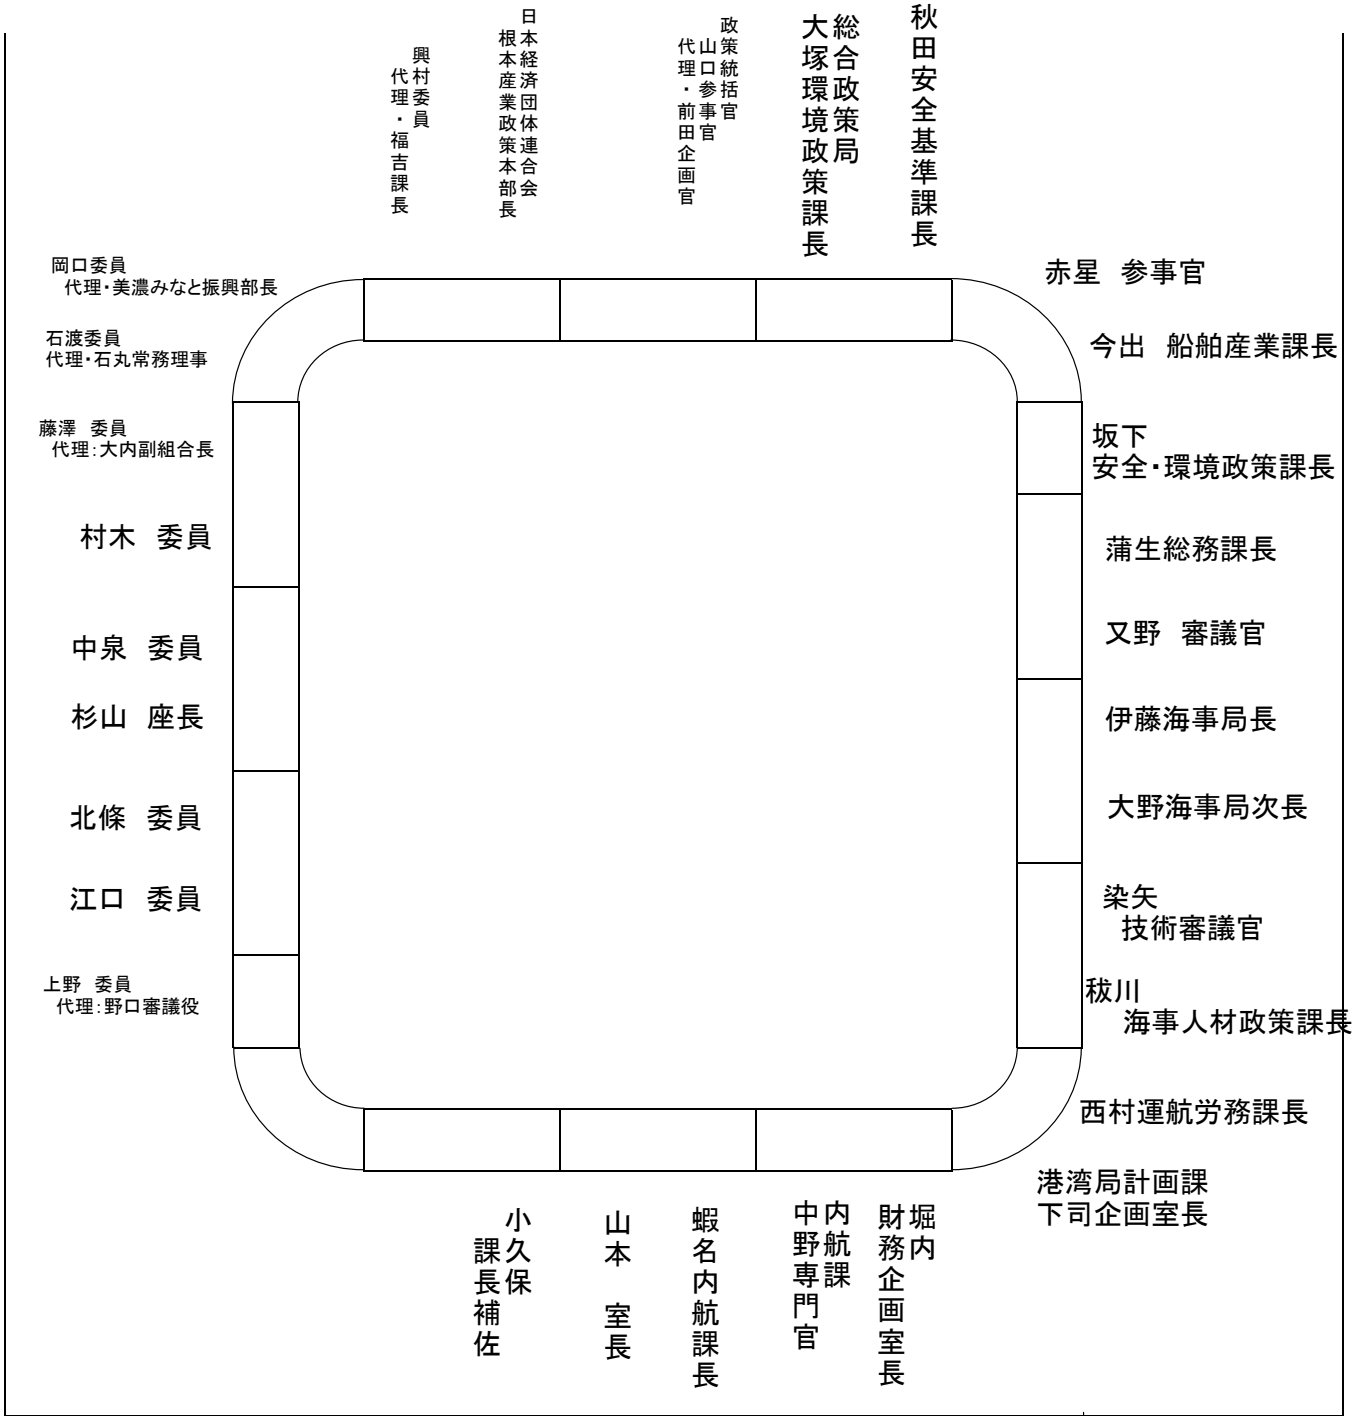 秋田安全基準課長
総合政策局
大塚環境政策課長
政策統括官
山口参事官
代理・前田企画官
日本経済団体連合会
根本産業政策本部長
興村委員
代理・福吉課長
岡口委員
代理・美濃みなと振興部長
石渡委員
代理・石丸常務理事
藤澤　委員
代理：大内副組合長
村木　委員
中泉　委員
杉山　座長
北條　委員
江口　委員
上野　委員
代理：野口審議役
赤星　参事官
今出　船舶産業課長
坂下
安全・環境政策課長
蒲生総務課長
又野　審議官
伊藤海事局長
大野海事局次長
染矢
技術審議官
秡川
海事人材政策課長
西村運航労務課長
港湾局計画課
下司企画室長
堀内
財務企画室長
内航課
中野専門官
蝦名内航課長
山本　室長
小久保
課長補佐